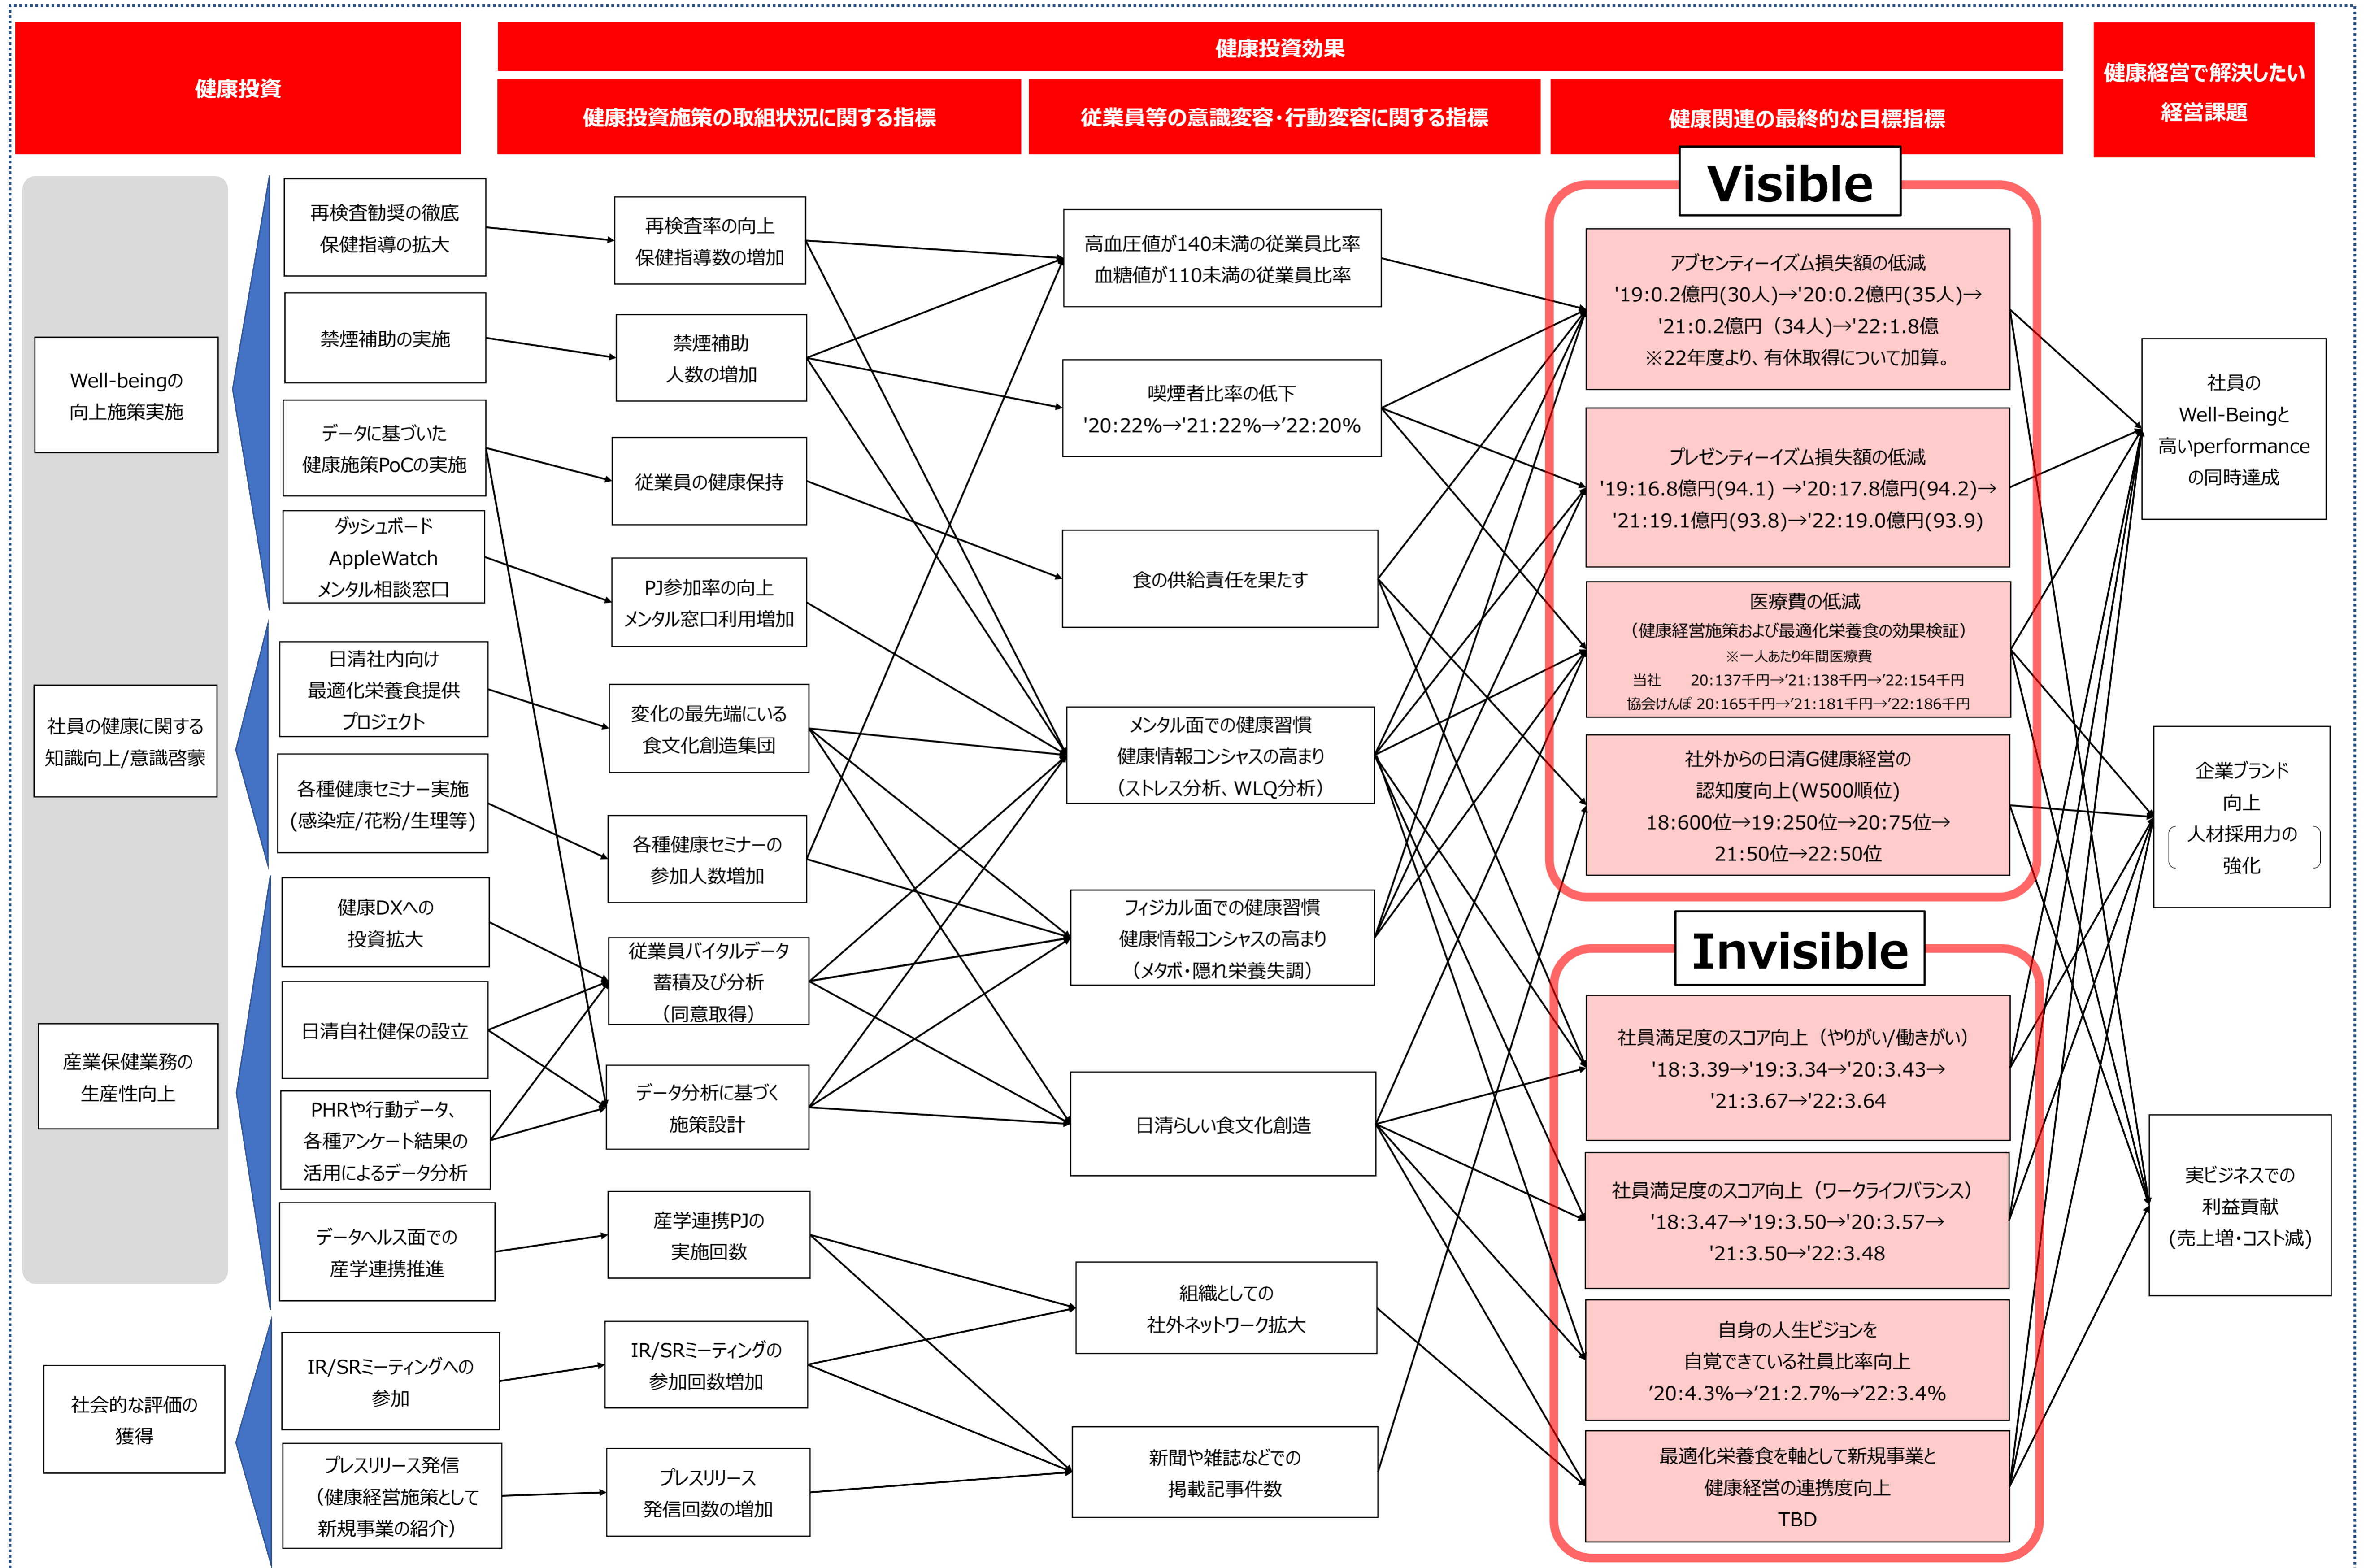 健康投資
健康投資効果
健康経営で解決したい
経営課題
健康投資施策の取組状況に関する指標
従業員等の意識変容・行動変容に関する指標
健康関連の最終的な目標指標
Well-beingの
向上施策実施
社員の健康に関する
知識向上/意識啓蒙
産業保健業務の
生産性向上
社会的な評価の
獲得
再検査勧奨の徹底
保健指導の拡大
禁煙補助の実施
データに基づいた
健康施策PoCの実施
ダッシュボード
AppleWatch
メンタル相談窓口
日清社内向け
最適化栄養食提供
プロジェクト
各種健康セミナー実施
(感染症/花粉/生理等)
健康DXへの
投資拡大
日清自社健保の設立
PHRや行動データ、
各種アンケート結果の
活用によるデータ分析
データヘルス面での
産学連携推進
IR/SRミーティングへの
参加
プレスリリース発信
（健康経営施策として
新規事業の紹介）
再検査率の向上
保健指導数の増加
禁煙補助
人数の増加
従業員の健康保持
PJ参加率の向上
メンタル窓口利用増加
変化の最先端にいる
食文化創造集団
各種健康セミナーの
参加人数増加
従業員バイタルデータ
蓄積及び分析
（同意取得）
データ分析に基づく
施策設計
産学連携PJの
実施回数
IR/SRミーティングの
参加回数増加
プレスリリース
発信回数の増加
高血圧値が140未満の従業員比率
血糖値が110未満の従業員比率
喫煙者比率の低下
'20:22%→'21:22%→’22:20%
食の供給責任を果たす
メンタル面での健康習慣
健康情報コンシャスの高まり
（ストレス分析、WLQ分析）
フィジカル面での健康習慣
健康情報コンシャスの高まり
（メタボ・隠れ栄養失調）
日清らしい食文化創造
組織としての
社外ネットワーク拡大
新聞や雑誌などでの
掲載記事件数
Visible
アブセンティーイズム損失額の低減
'19:0.2億円(30人)→'20:0.2億円(35人)→
'21:0.2億円（34人)→'22:1.8億
※22年度より、有休取得について加算。
プレゼンティーイズム損失額の低減
'19:16.8億円(94.1) →'20:17.8億円(94.2)→
'21:19.1億円(93.8)→'22:19.0億円(93.9)
医療費の低減
（健康経営施策および最適化栄養食の効果検証）
※一人あたり年間医療費
当社 20:137千円→’21:138千円→’22:154千円
協会けんぽ 20:165千円→’21:181千円→’22:186千円
社外からの日清G健康経営の
認知度向上(W500順位)
18:600位→19:250位→20:75位→
21:50位→22:50位
Invisible
社員満足度のスコア向上（やりがい/働きがい）
'18:3.39→'19:3.34→'20:3.43→
'21:3.67→'22:3.64
社員満足度のスコア向上（ワークライフバランス）
'18:3.47→'19:3.50→'20:3.57→
'21:3.50→'22:3.48
自身の人生ビジョンを
自覚できている社員比率向上
’20:4.3%→’21:2.7%→’22:3.4%
最適化栄養食を軸として新規事業と
健康経営の連携度向上
TBD
社員の
Well-Beingと
高いperformance
の同時達成
企業ブランド
向上
人材採用力の
強化
実ビジネスでの
利益貢献
(売上増・コスト減)